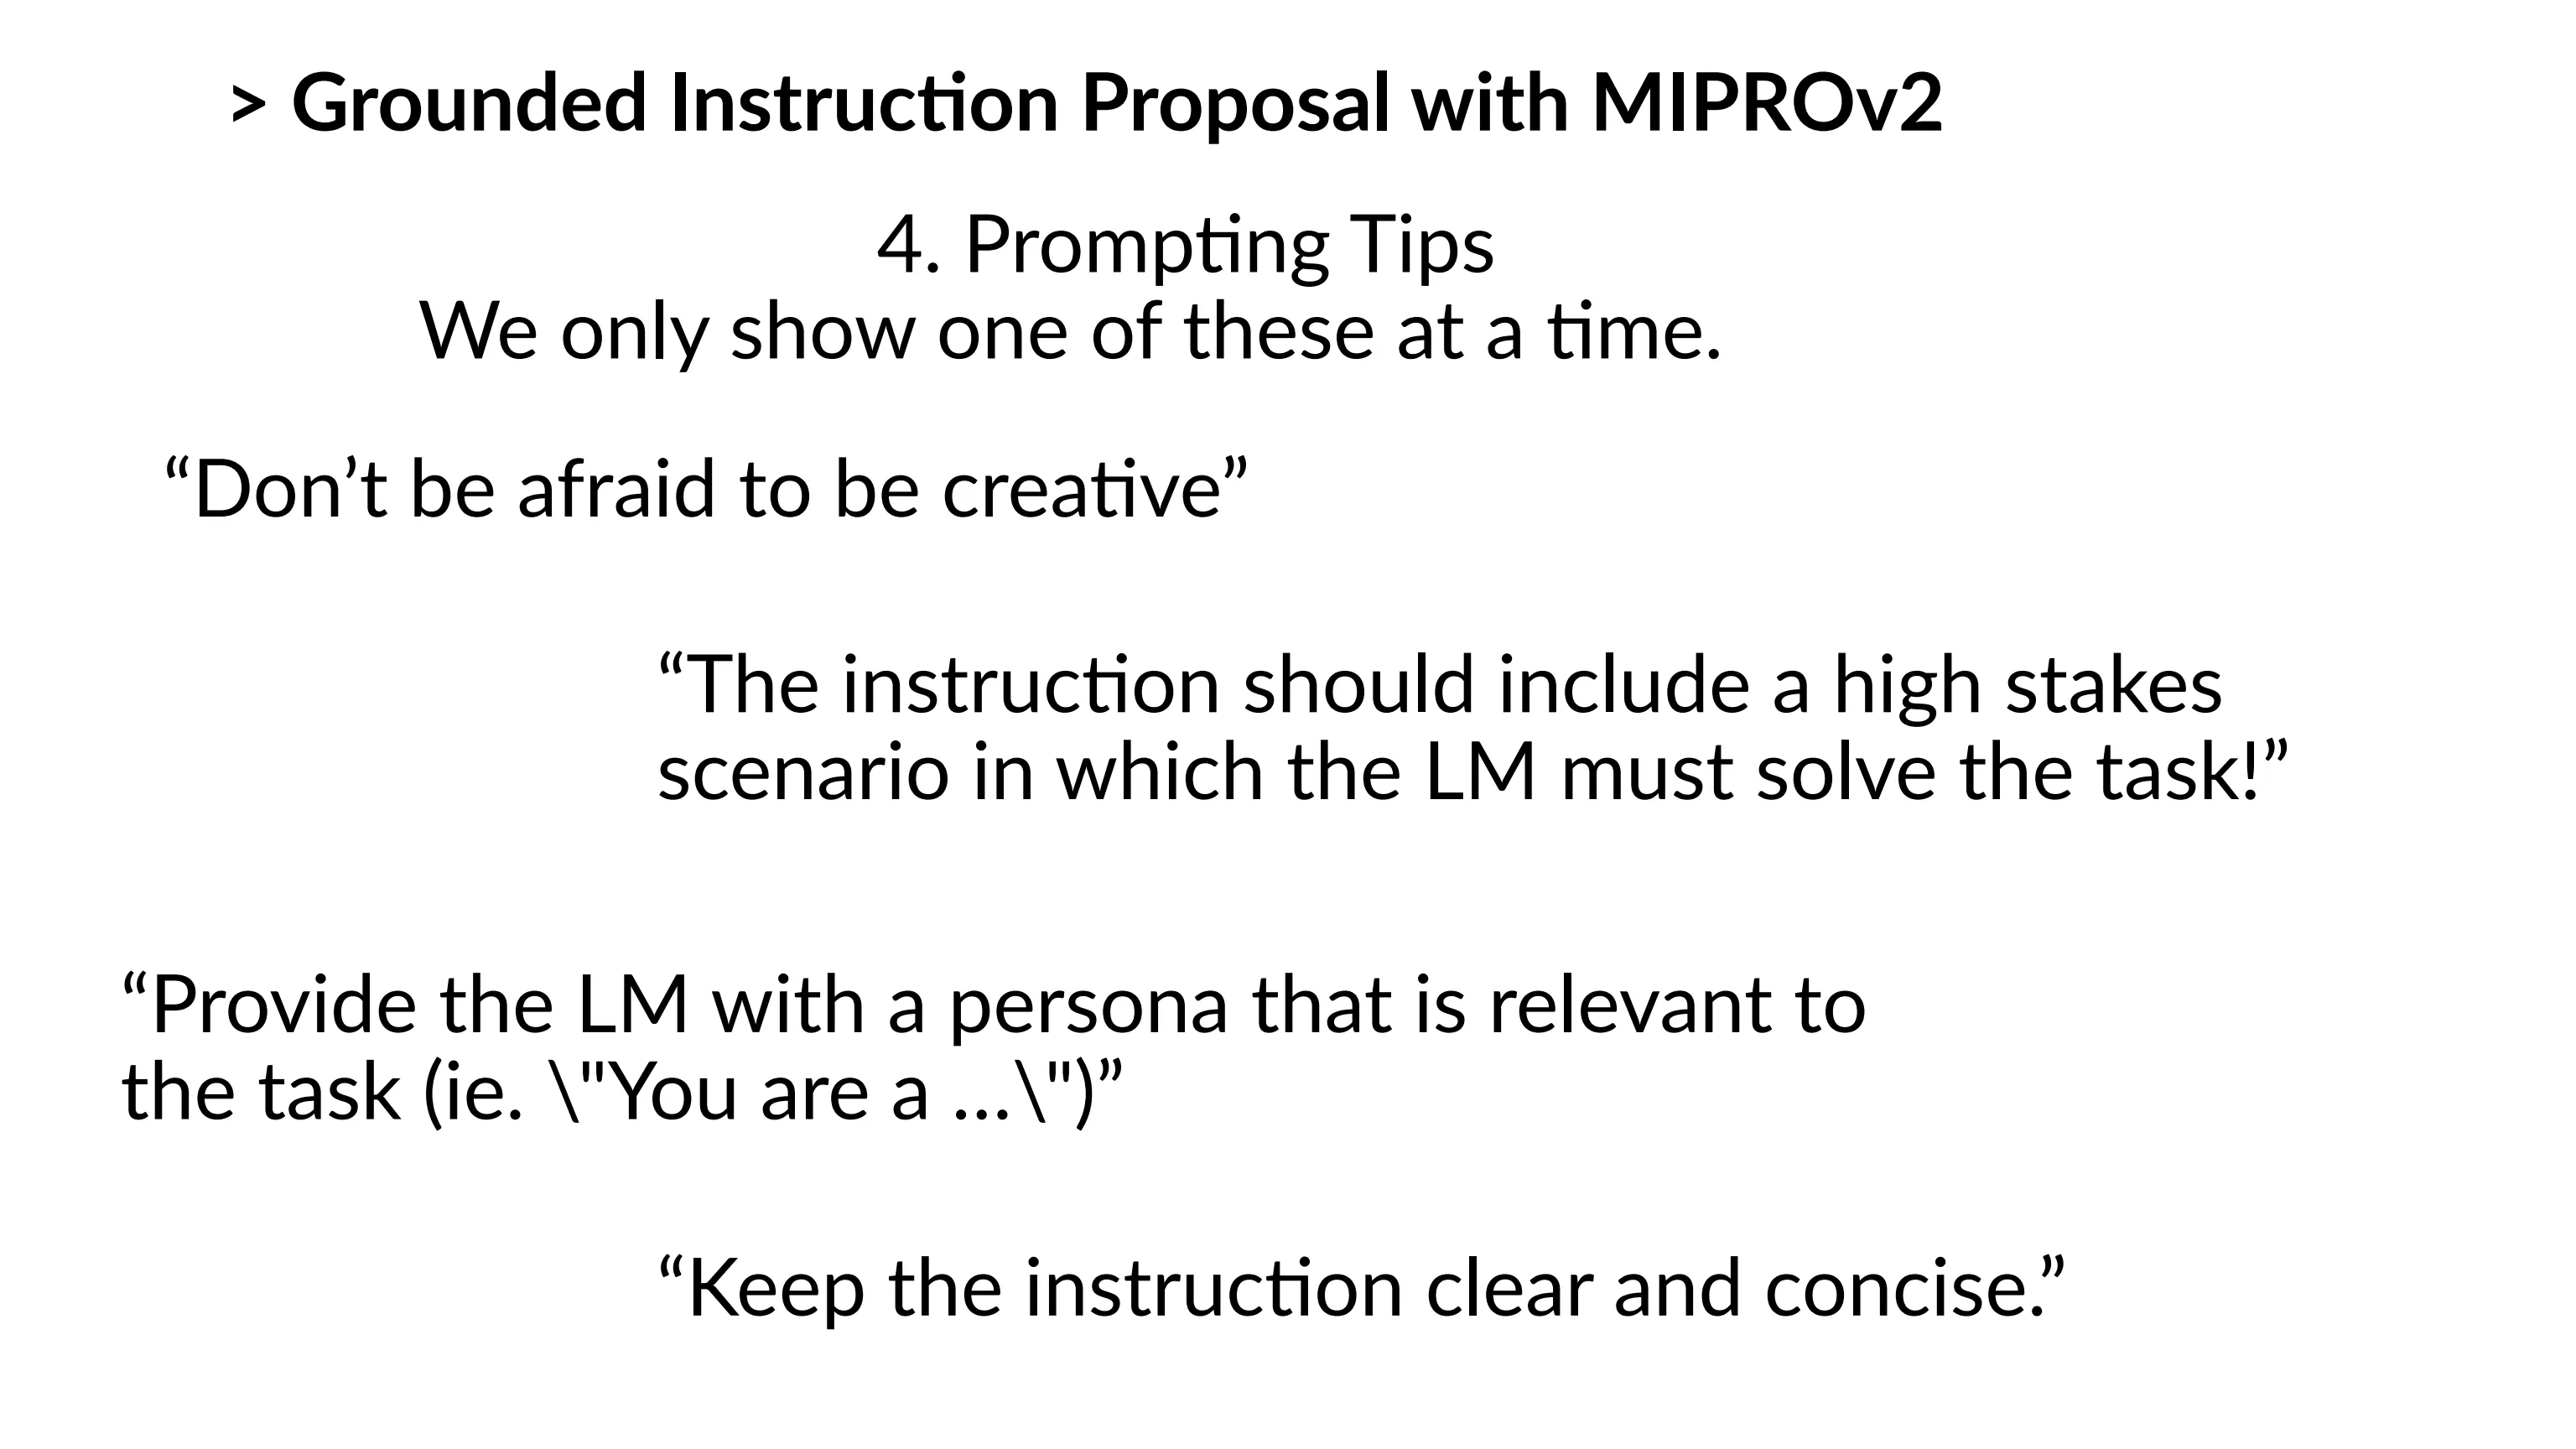 > Grounded Instruction Proposal with MIPROv2
4. Prompting Tips
We only show one of these at a time.
“Don’t be afraid to be creative”
“The instruction should include a high stakes
scenario in which the LM must solve the task!”
“Provide the LM with a persona that is relevant to
the task (ie. \"You are a ...\")”
“Keep the instruction clear and concise.”